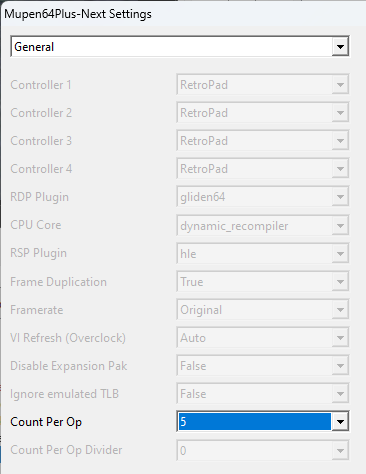 Mupen64Plus-Next Settings
General
Controller 1 RetroPad
Controller 2 RetroPad
Controller 3 RetroPad
Controller 4 RetroPad
RDP Plugin gliden64
CPU Core dynamic_recompiler
RSP Plugin hle
Frame Duplication True
Framerate Original
VI Refresh (Overclock) Auto
Disable Expansion Pak False
Ignore emulated TLB False
Count Per Op 5
Count Per Op Divider 0